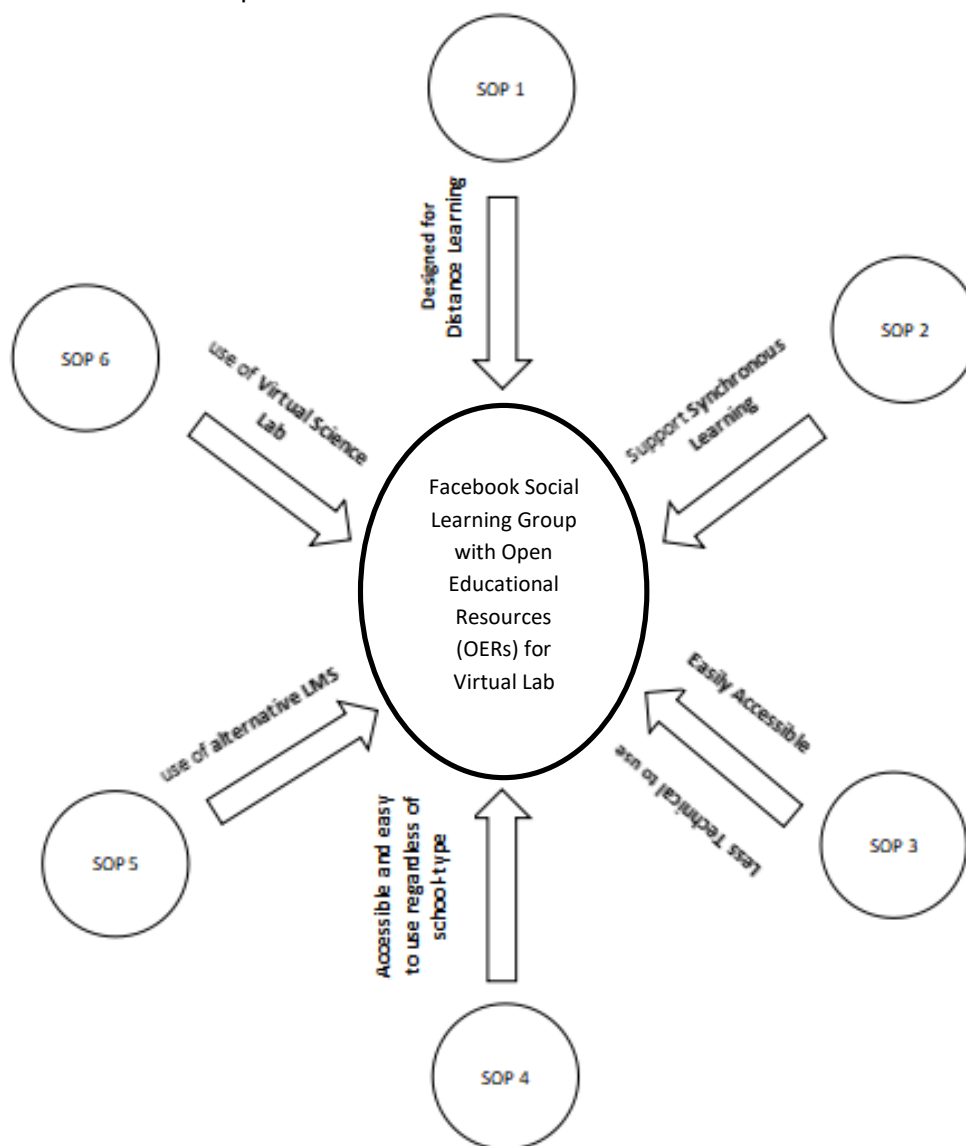 SOP 1
Designed for
Distance Learning
SOP 2
Support Synchronous
Learning
SOP 6
use of Virtual Science
Lab
Facebook Social
Learning Group
with Open
Educational
Resources
(OERs) for
Virtual Lab
Easily Accessible
Less Technical to use
SOP 3
use of alternative LMS
SOP 5
Accessible and easy
to use regardless of
school-type
SOP 4